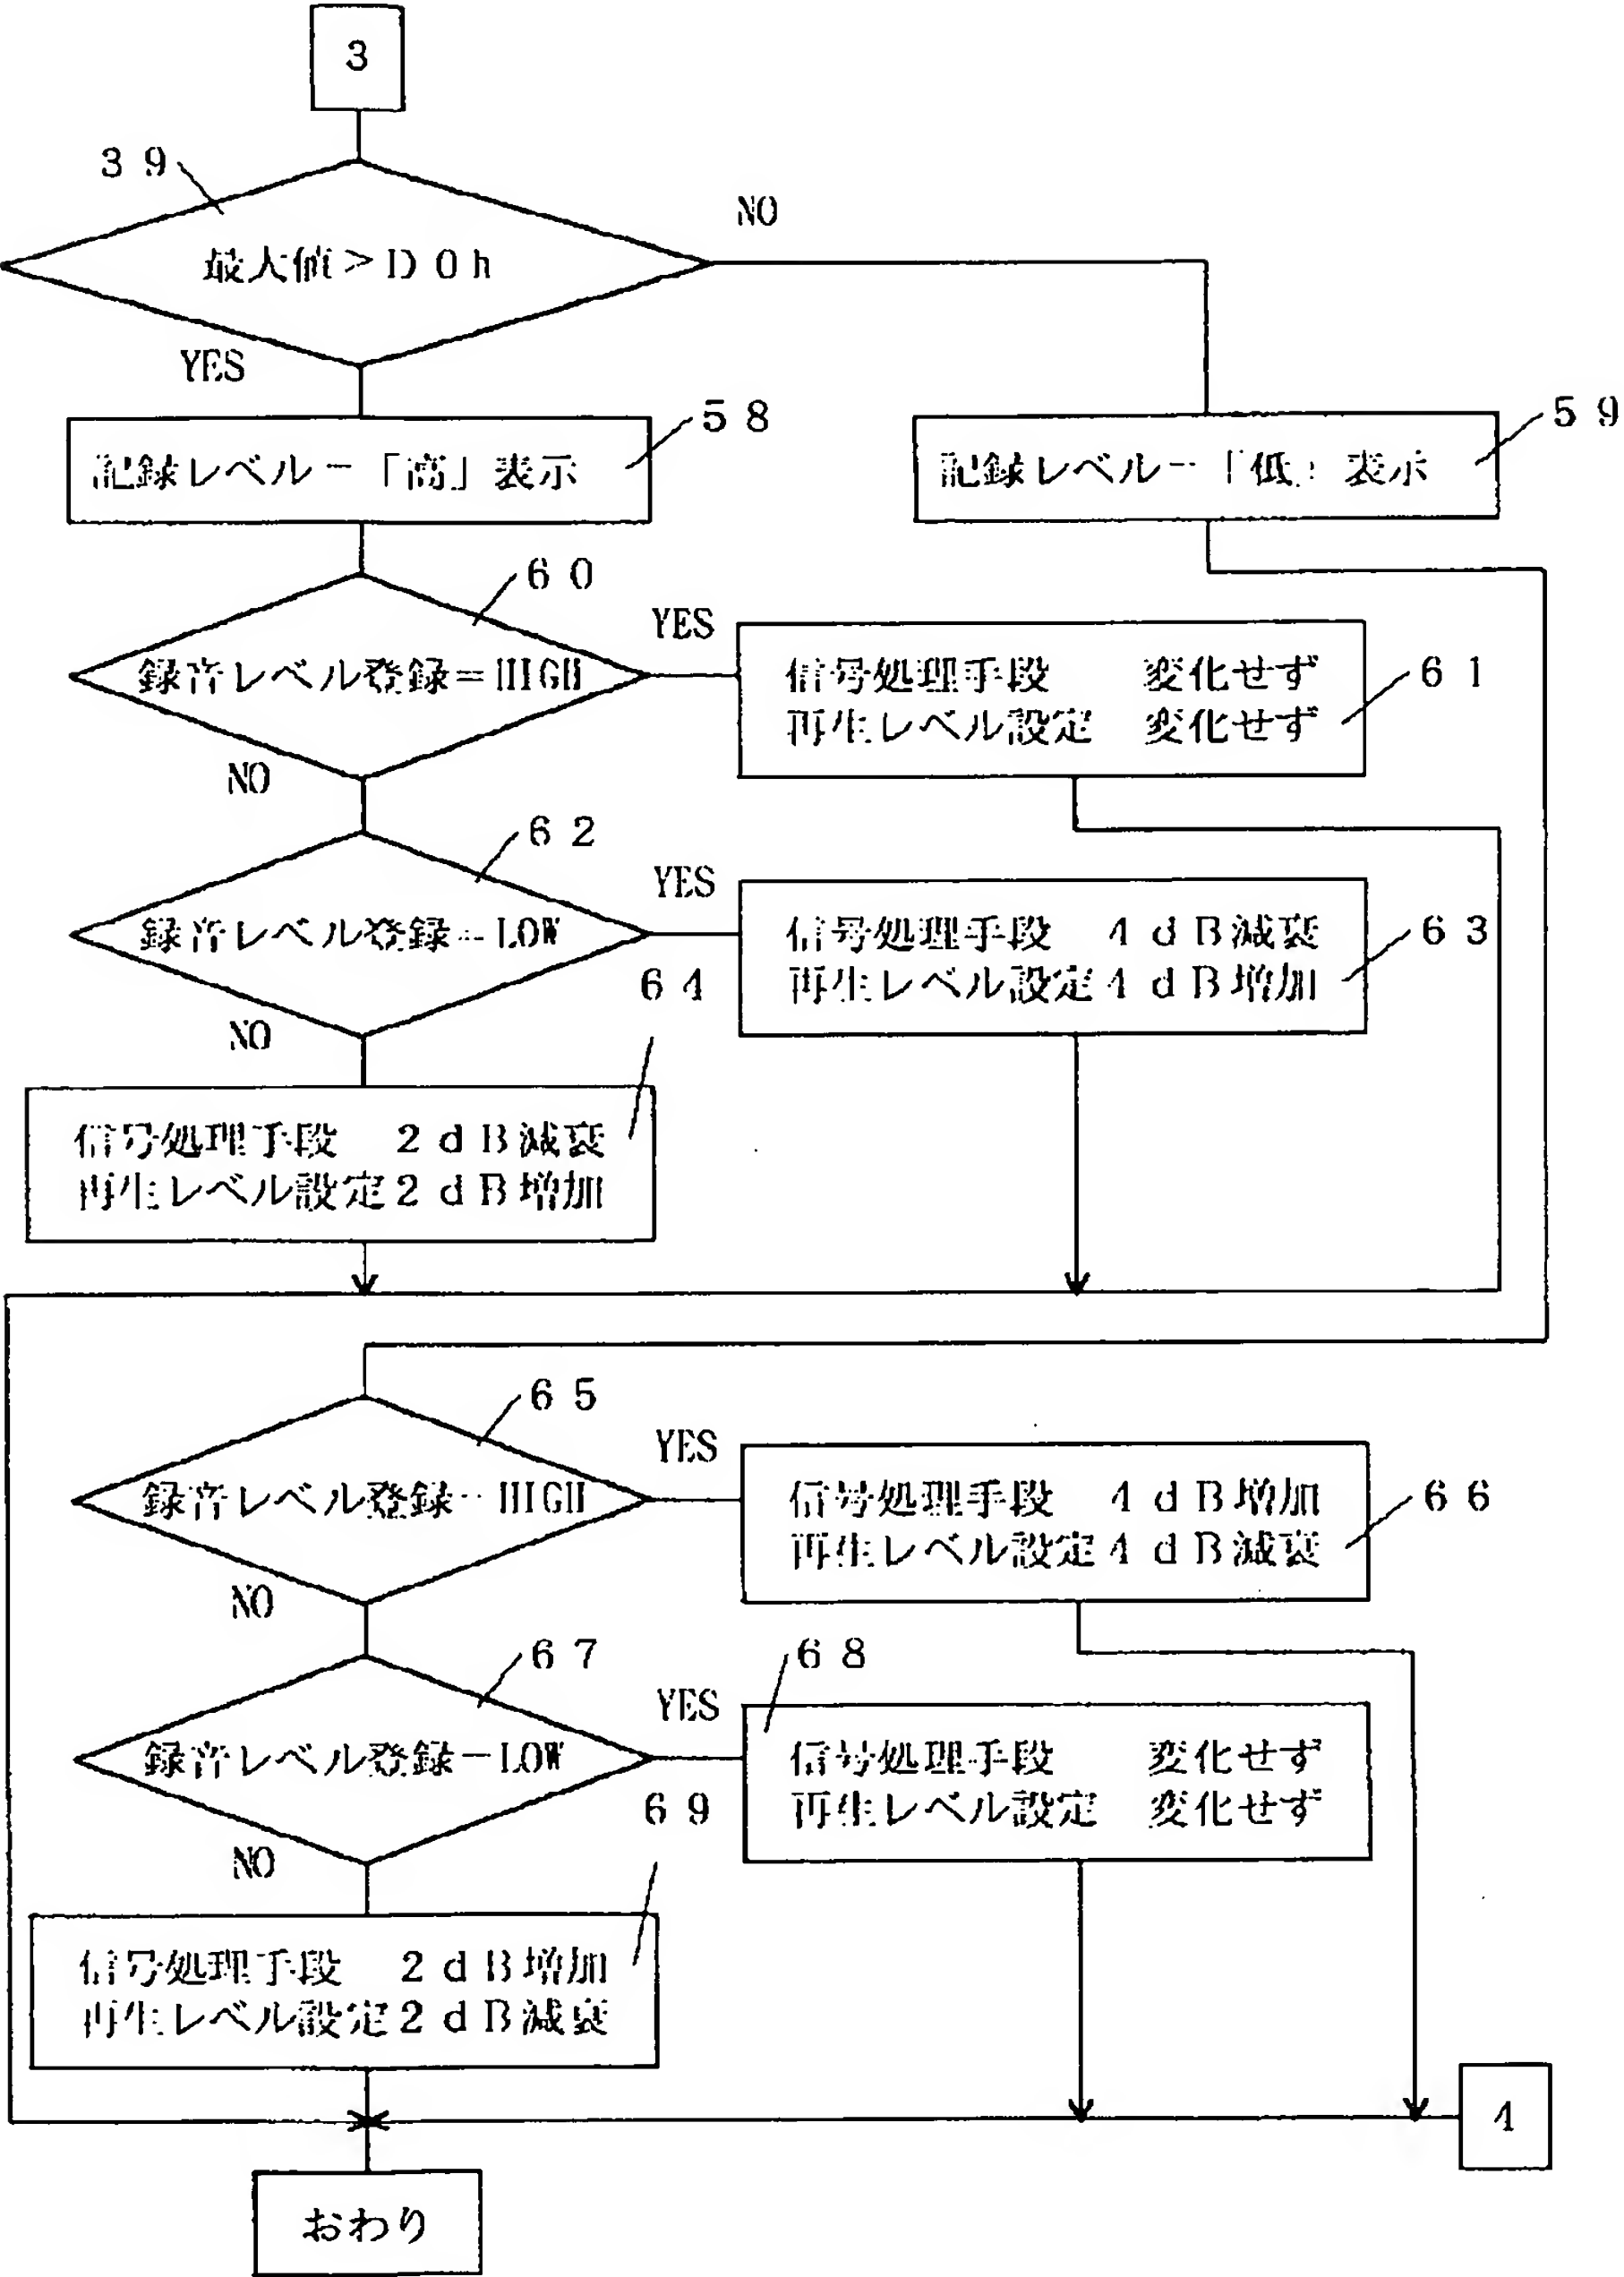 3
39
最大値>D0h
NO
YES
58
記録レベル=「高」表示
59
記録レベル=「低」表示
60
録音レベル登録=HIGH
YES
信号処理手段 変化せず
再生レベル設定 変化せず
61
NO
62
録音レベル登録=LOW
YES
信号処理手段 4dB減衰
再生レベル設定4dB増加
63
NO
64
信号処理手段 2dB減衰
再生レベル設定2dB増加
65
録音レベル登録=HIGH
YES
信号処理手段 4dB増加
再生レベル設定4dB減衰
66
NO
67
録音レベル登録=LOW
YES
68
信号処理手段 変化せず
再生レベル設定 変化せず
NO
69
信号処理手段 2dB増加
再生レベル設定2dB減衰
4
おわり